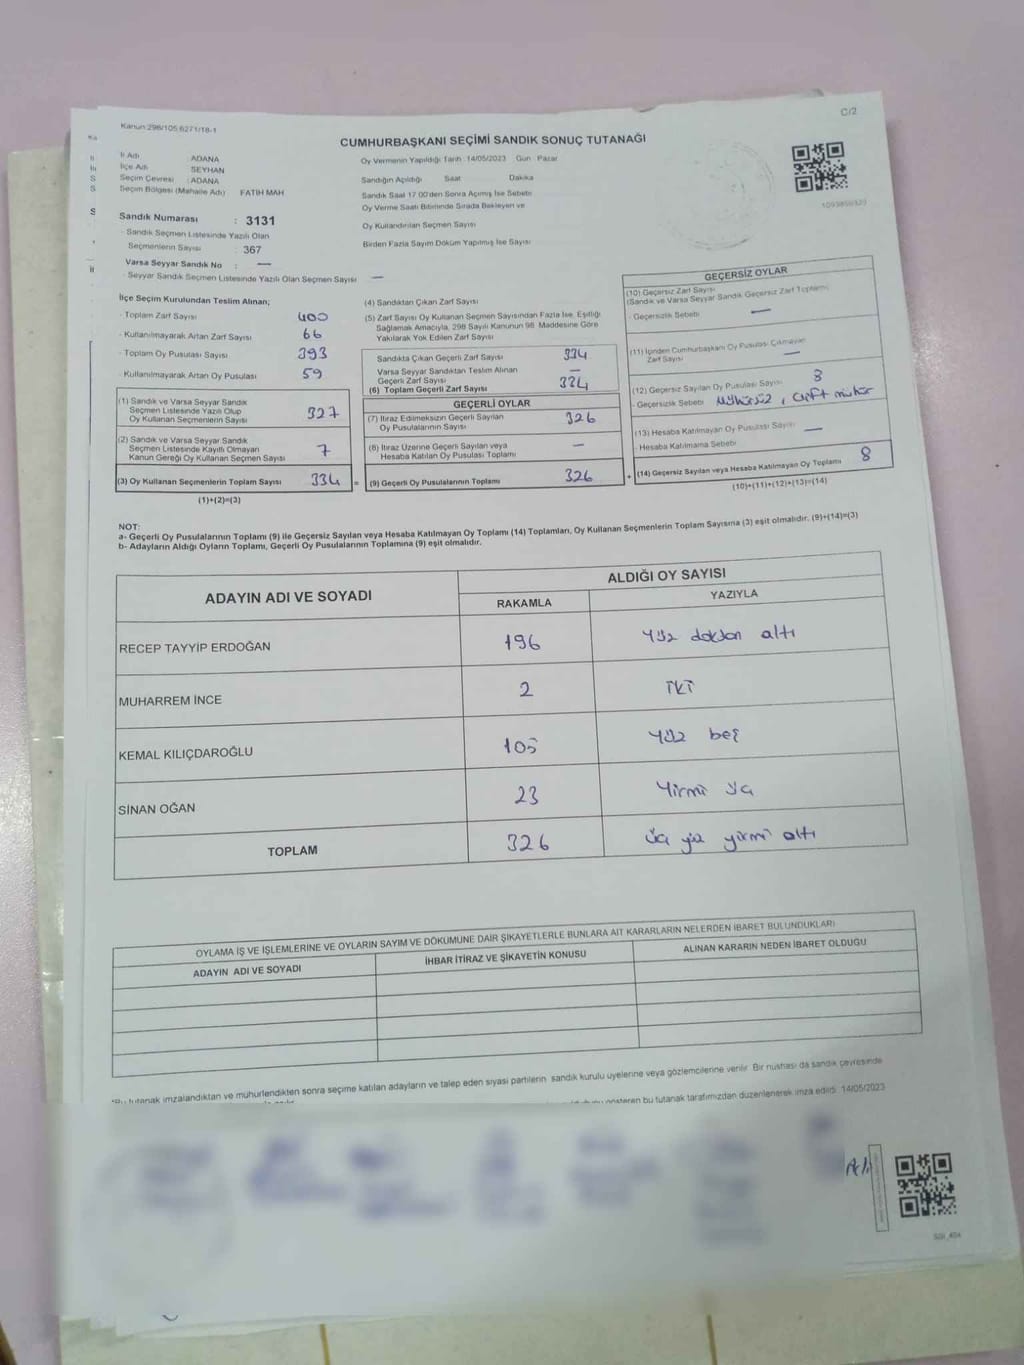 C/2
Kanun:298/105,6271/18-1
CUMHURBAŞKANI SEÇİMİ SANDIK SONUÇ TUTANAĞI
İl Adı : ADANA
İlçe Adı : SEYHAN
Seçim Çevresi : ADANA
Seçim Bölgesi (Mahalle Adı) FATİH MAH
Oy Vermenin Yapıldığı Tarih :14/05/2023 Gün : Pazar
Sandığın Açıldığı Saat Dakika
Sandık Saat 17:00'den Sonra Açılmış İse Sebebi
Oy Verme Saati Bitiminde Sırada Bekleyen ve
Oy Kullandırılan Seçmen Sayısı
Birden Fazla Sayım Döküm Yapılmış İse Sayısı
Sandık Numarası : 3131
- Sandık Seçmen Listesinde Yazılı Olan
Seçmenlerin Sayısı : 367
Varsa Seyyar Sandık No : —
- Seyyar Sandık Seçmen Listesinde Yazılı Olan Seçmen Sayısı —
İlçe Seçim Kurulundan Teslim Alınan;
- Toplam Zarf Sayısı 400
- Kullanılmayarak Artan Zarf Sayısı 66
- Toplam Oy Pusulası Sayısı 393
- Kullanılmayarak Artan Oy Pusulası 59
(1) Sandık ve Varsa Seyyar Sandık
Seçmen Listesinde Yazılı Olup
Oy Kullanan Seçmenlerin Sayısı 327
(2) Sandık ve Varsa Seyyar Sandık
Seçmen Listesinde Kayıtlı Olmayan
Kanun Gereği Oy Kullanan Seçmen Sayısı 7
(3) Oy Kullanan Seçmenlerin Toplam Sayısı 334 =
(1)+(2)=(3)
(4) Sandıktan Çıkan Zarf Sayısı
(5) Zarf Sayısı Oy Kullanan Seçmen Sayısından Fazla İse, Eşitliği
Sağlamak Amacıyla, 298 Sayılı Kanunun 98. Maddesine Göre
Yakılarak Yok Edilen Zarf Sayısı
Sandıkta Çıkan Geçerli Zarf Sayısı 334
Varsa Seyyar Sandıktan Teslim Alınan
Geçerli Zarf Sayısı —
(6) Toplam Geçerli Zarf Sayısı 334
GEÇERLİ OYLAR
(7) İtiraz Edilmeksizin Geçerli Sayılan
Oy Pusulalarının Sayısı 326
(8) İtiraz Üzerine Geçerli Sayılan veya
Hesaba Katılan Oy Pusulası Toplamı —
(9) Geçerli Oy Pusulalarının Toplamı 326 +
GEÇERSİZ OYLAR
(10) Geçersiz Zarf Sayısı
(Sandık ve Varsa Seyyar Sandık Geçersiz Zarf Toplamı)
- Geçersizlik Sebebi —
(11) İçinden Cumhurbaşkanı Oy Pusulası Çıkmayan
Zarf Sayısı —
(12) Geçersiz Sayılan Oy Pusulası Sayısı 8
- Geçersizlik Sebebi Mühürsüz, çift mühür
(13) Hesaba Katılmayan Oy Pusulası Sayısı —
- Hesaba Katılmama Sebebi
(14) Geçersiz Sayılan veya Hesaba Katılmayan Oy Toplamı 8
(10)+(11)+(12)+(13)=(14)
NOT:
a- Geçerli Oy Pusulalarının Toplamı (9) ile Geçersiz Sayılan veya Hesaba Katılmayan Oy Toplamı (14) Toplamları, Oy Kullanan Seçmenlerin Toplam Sayısına (3) eşit olmalıdır. (9)+(14)=(3)
b- Adayların Aldığı Oyların Toplamı, Geçerli Oy Pusulalarının Toplamına (9) eşit olmalıdır.
ADAYIN ADI VE SOYADI ALDIĞI OY SAYISI
RAKAMLA YAZIYLA
RECEP TAYYİP ERDOĞAN 196 Yüz doksan altı
MUHARREM İNCE 2 İki
KEMAL KILIÇDAROĞLU 105 Yüz beş
SİNAN OĞAN 23 Yirmi üç
TOPLAM 326 üç yüz yirmi altı
OYLAMA İŞ VE İŞLEMLERİNE VE OYLARIN SAYIM VE DÖKÜMÜNE DAİR ŞİKAYETLERLE BUNLARA AİT KARARLARIN NELERDEN İBARET BULUNDUKLARI
ADAYIN ADI VE SOYADI İHBAR İTİRAZ VE ŞİKAYETİN KONUSU ALINAN KARARIN NEDEN İBARET OLDUĞU
*Bu tutanak imzalandıktan ve mühürlendikten sonra seçime katılan adayların ve talep eden siyasi partilerin sandık kurulu üyelerine veya gözlemcilerine verilir. Bir nüshası da sandık çevresinde
gösteren bu tutanak tarafımızdan düzenlenerek imza edildi. 14/05/2023